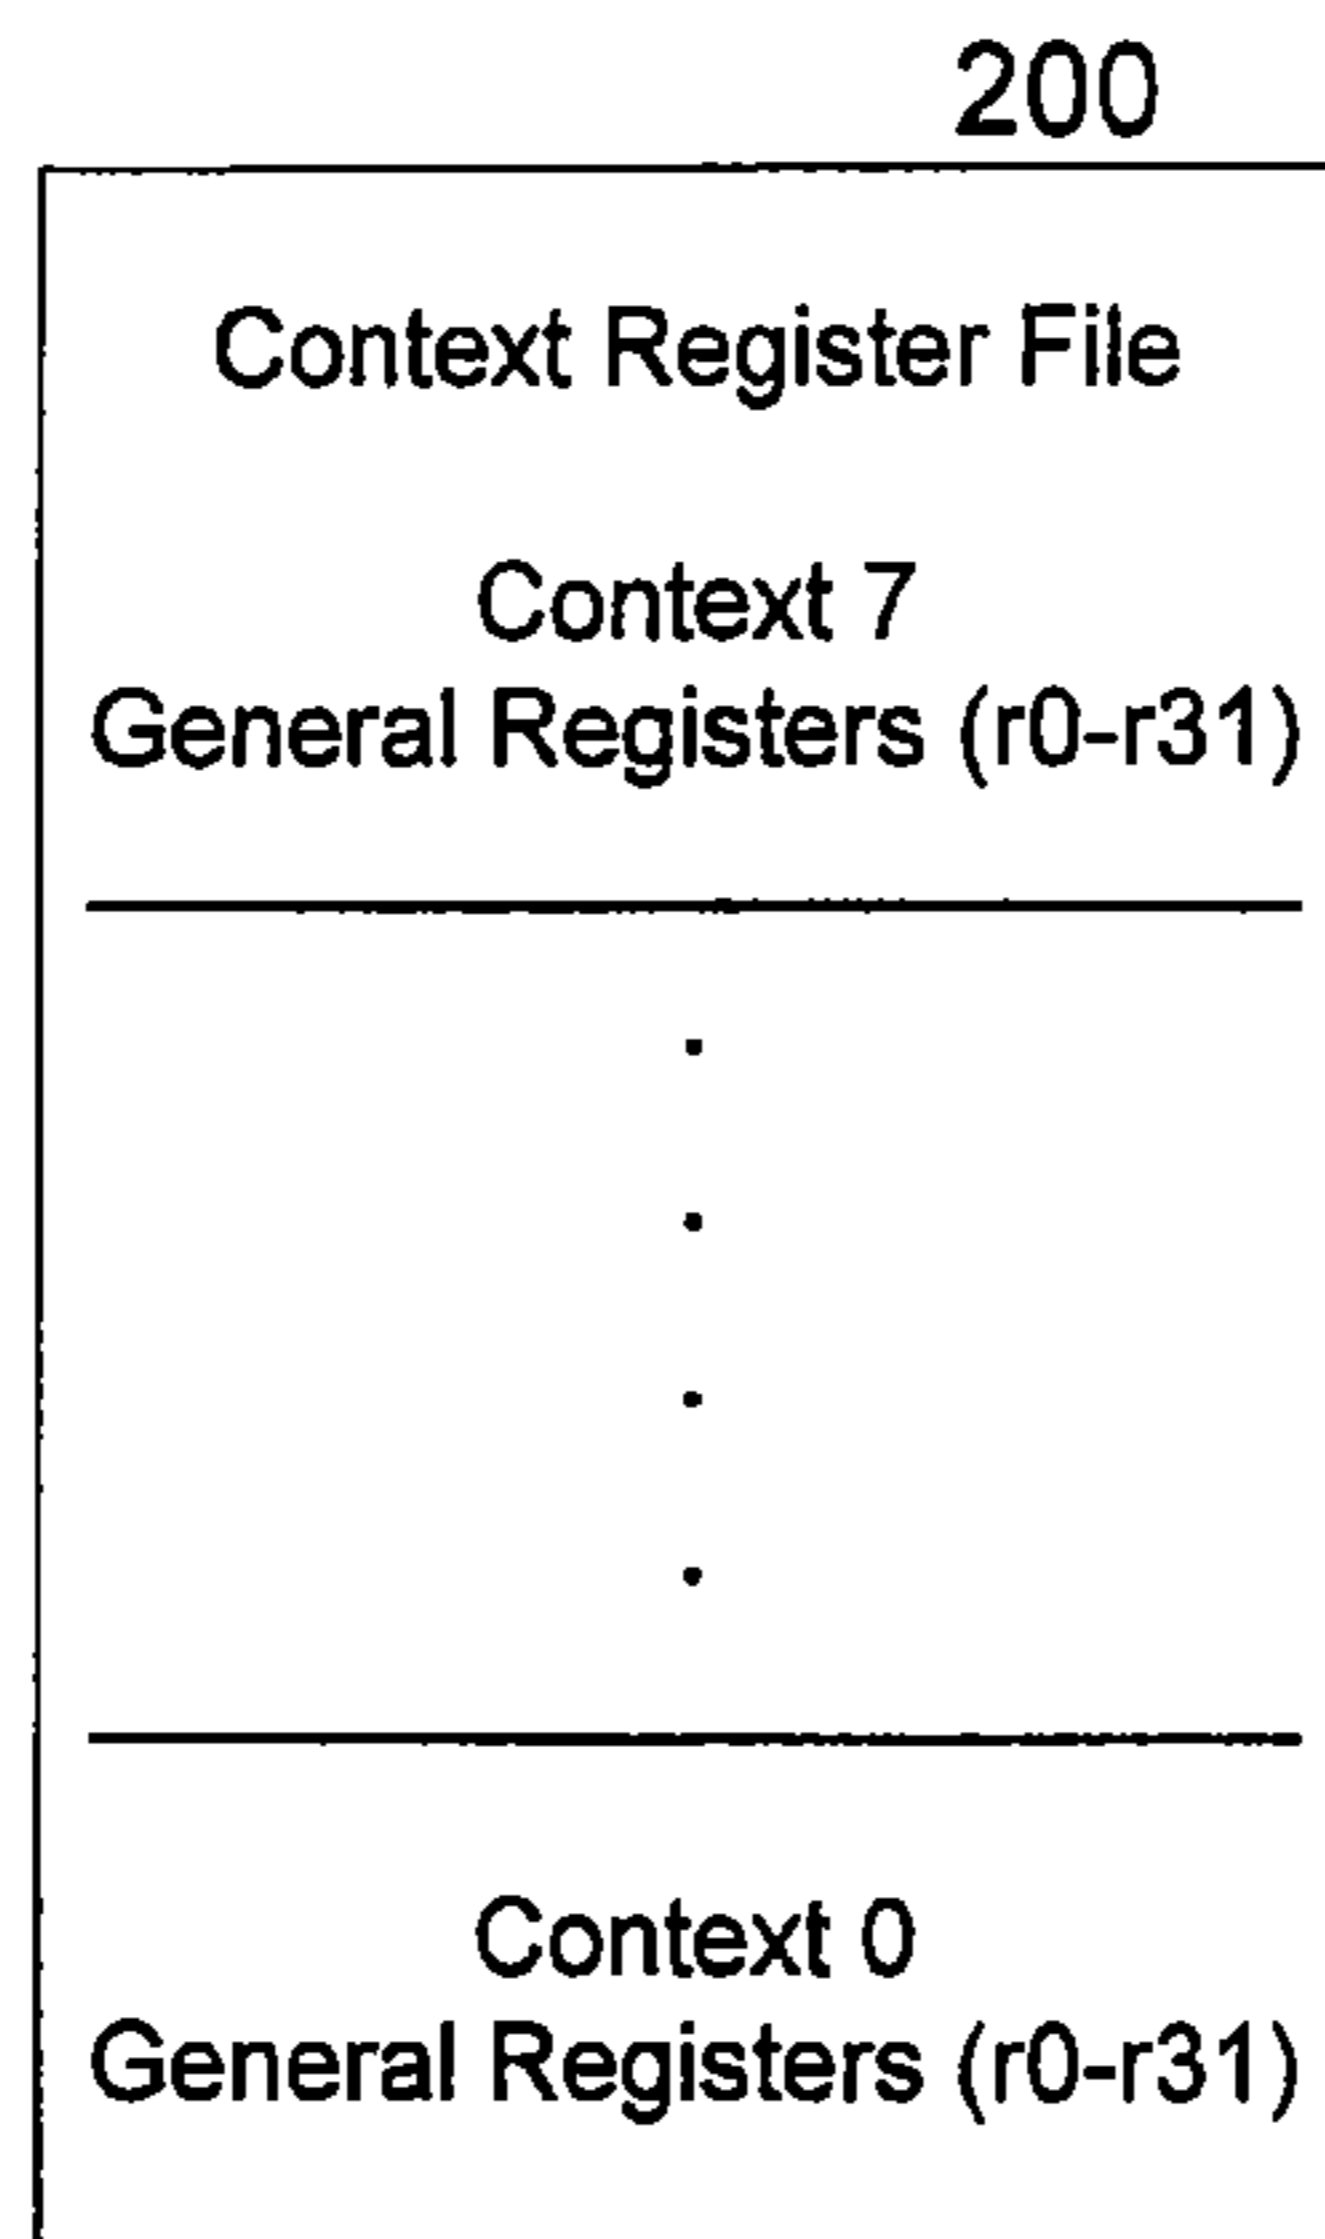 200
Context Register File
Context 7
General Registers (r0-r31)
.
.
.
.
Context 0
General Registers (r0-r31)